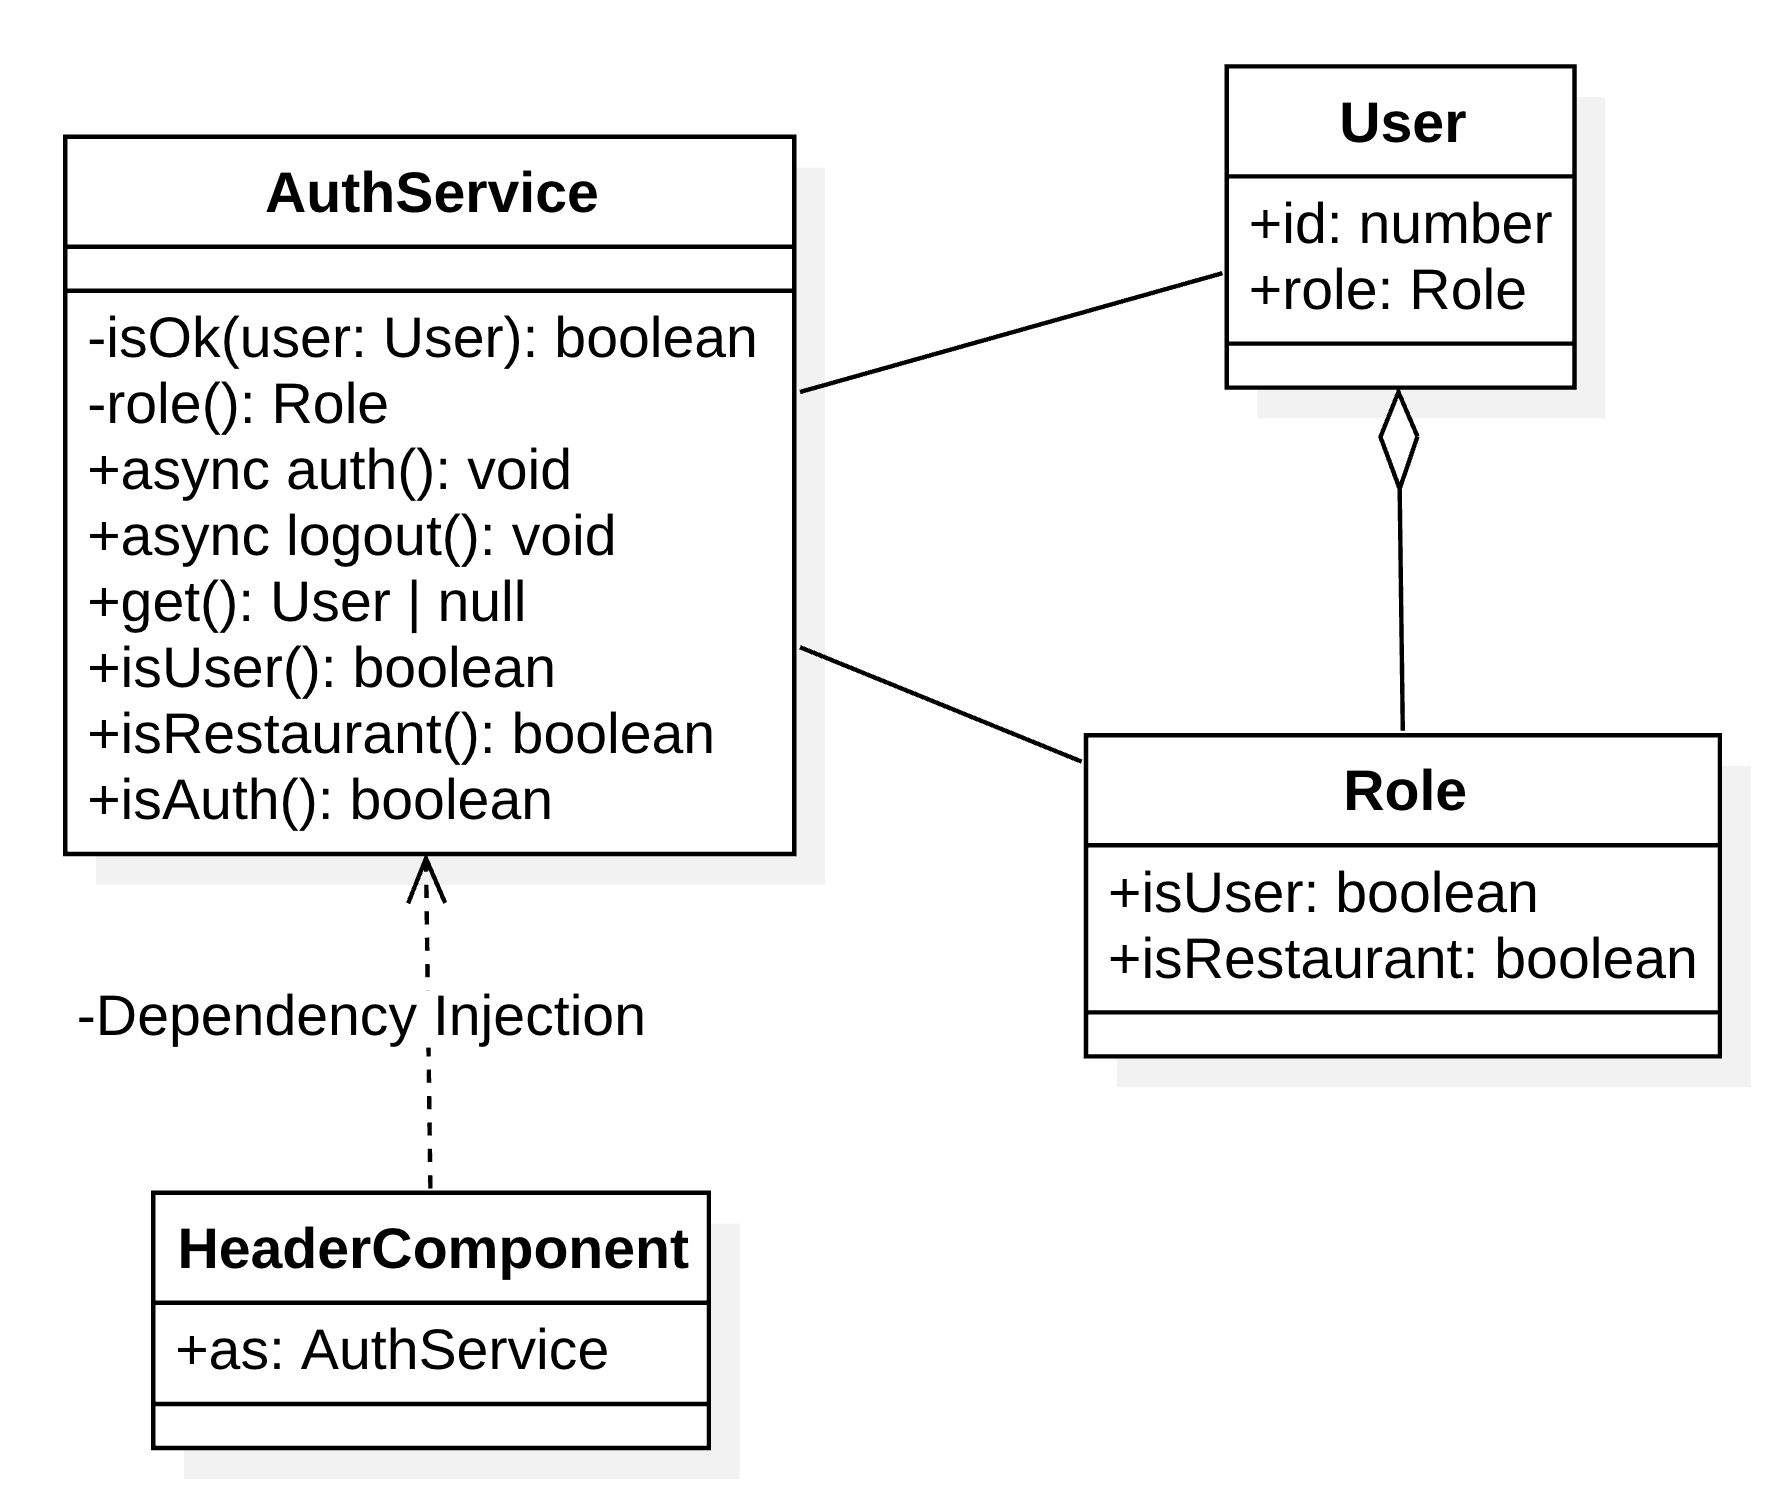 AuthService
-isOk(user: User): boolean
-role(): Role
+async auth(): void
+async logout(): void
+get(): User | null
+isUser(): boolean
+isRestaurant(): boolean
+isAuth(): boolean
User
+id: number
+role: Role
Role
+isUser: boolean
+isRestaurant: boolean
-Dependency Injection
HeaderComponent
+as: AuthService